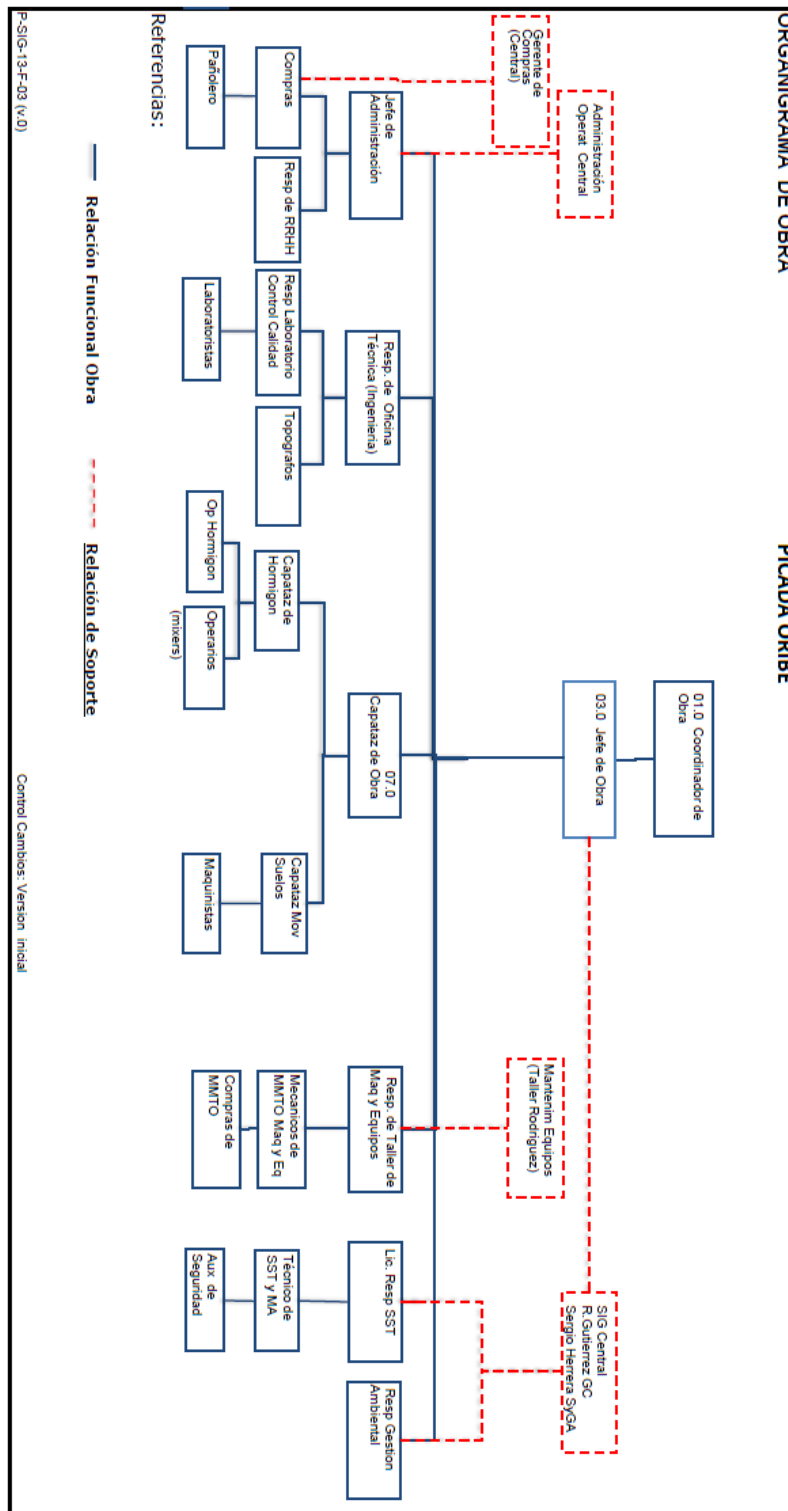 ORGANIGRAMA DE OBRA
PICADA URIBE
01.0 Coordinador de
Obra
Administración
Operat Central
03.0 Jefe de Obra
SIG Central
R.Gutierrez GC
Sergio Herrera SyGA
Gerente de
Compras
(Central)
Mantenim Equipos
(Taller Rodriguez)
Jefe de
Administración
Resp. de Oficina
Técnica (Ingenieria)
07.0
Capataz de Obra
Resp. de Taller de
Maq y Equipos
Lic. Resp SST
Resp Gestion
Ambiental
Compras
Resp de RRHH
Resp Laboratorio
Control Calidad
Topografos
Capataz de
Hormigon
Capataz Mov
Suelos
Mecanicos de
MMTO Maq y Eq
Técnico de
SST y MA
Pañolero
Laboratoristas
Op Hormigon
Operarios
(mixers)
Maquinistas
Compras de
MMTO
Aux de
Seguridad
Referencias:
Relación Funcional Obra
Relación de Soporte
P-SIG-13-F-03 (v.0)
Control Cambios: Version inicial